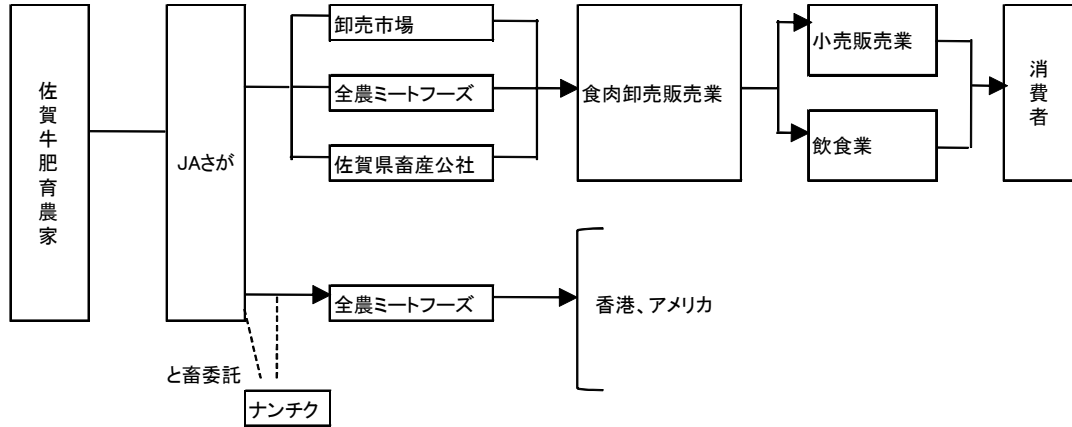 佐賀牛肥育農家
JAさが
卸売市場
全農ミートフーズ
佐賀県畜産公社
食肉卸売販売業
小売販売業
飲食業
消費者
全農ミートフーズ
香港、アメリカ
と畜委託
ナンチク